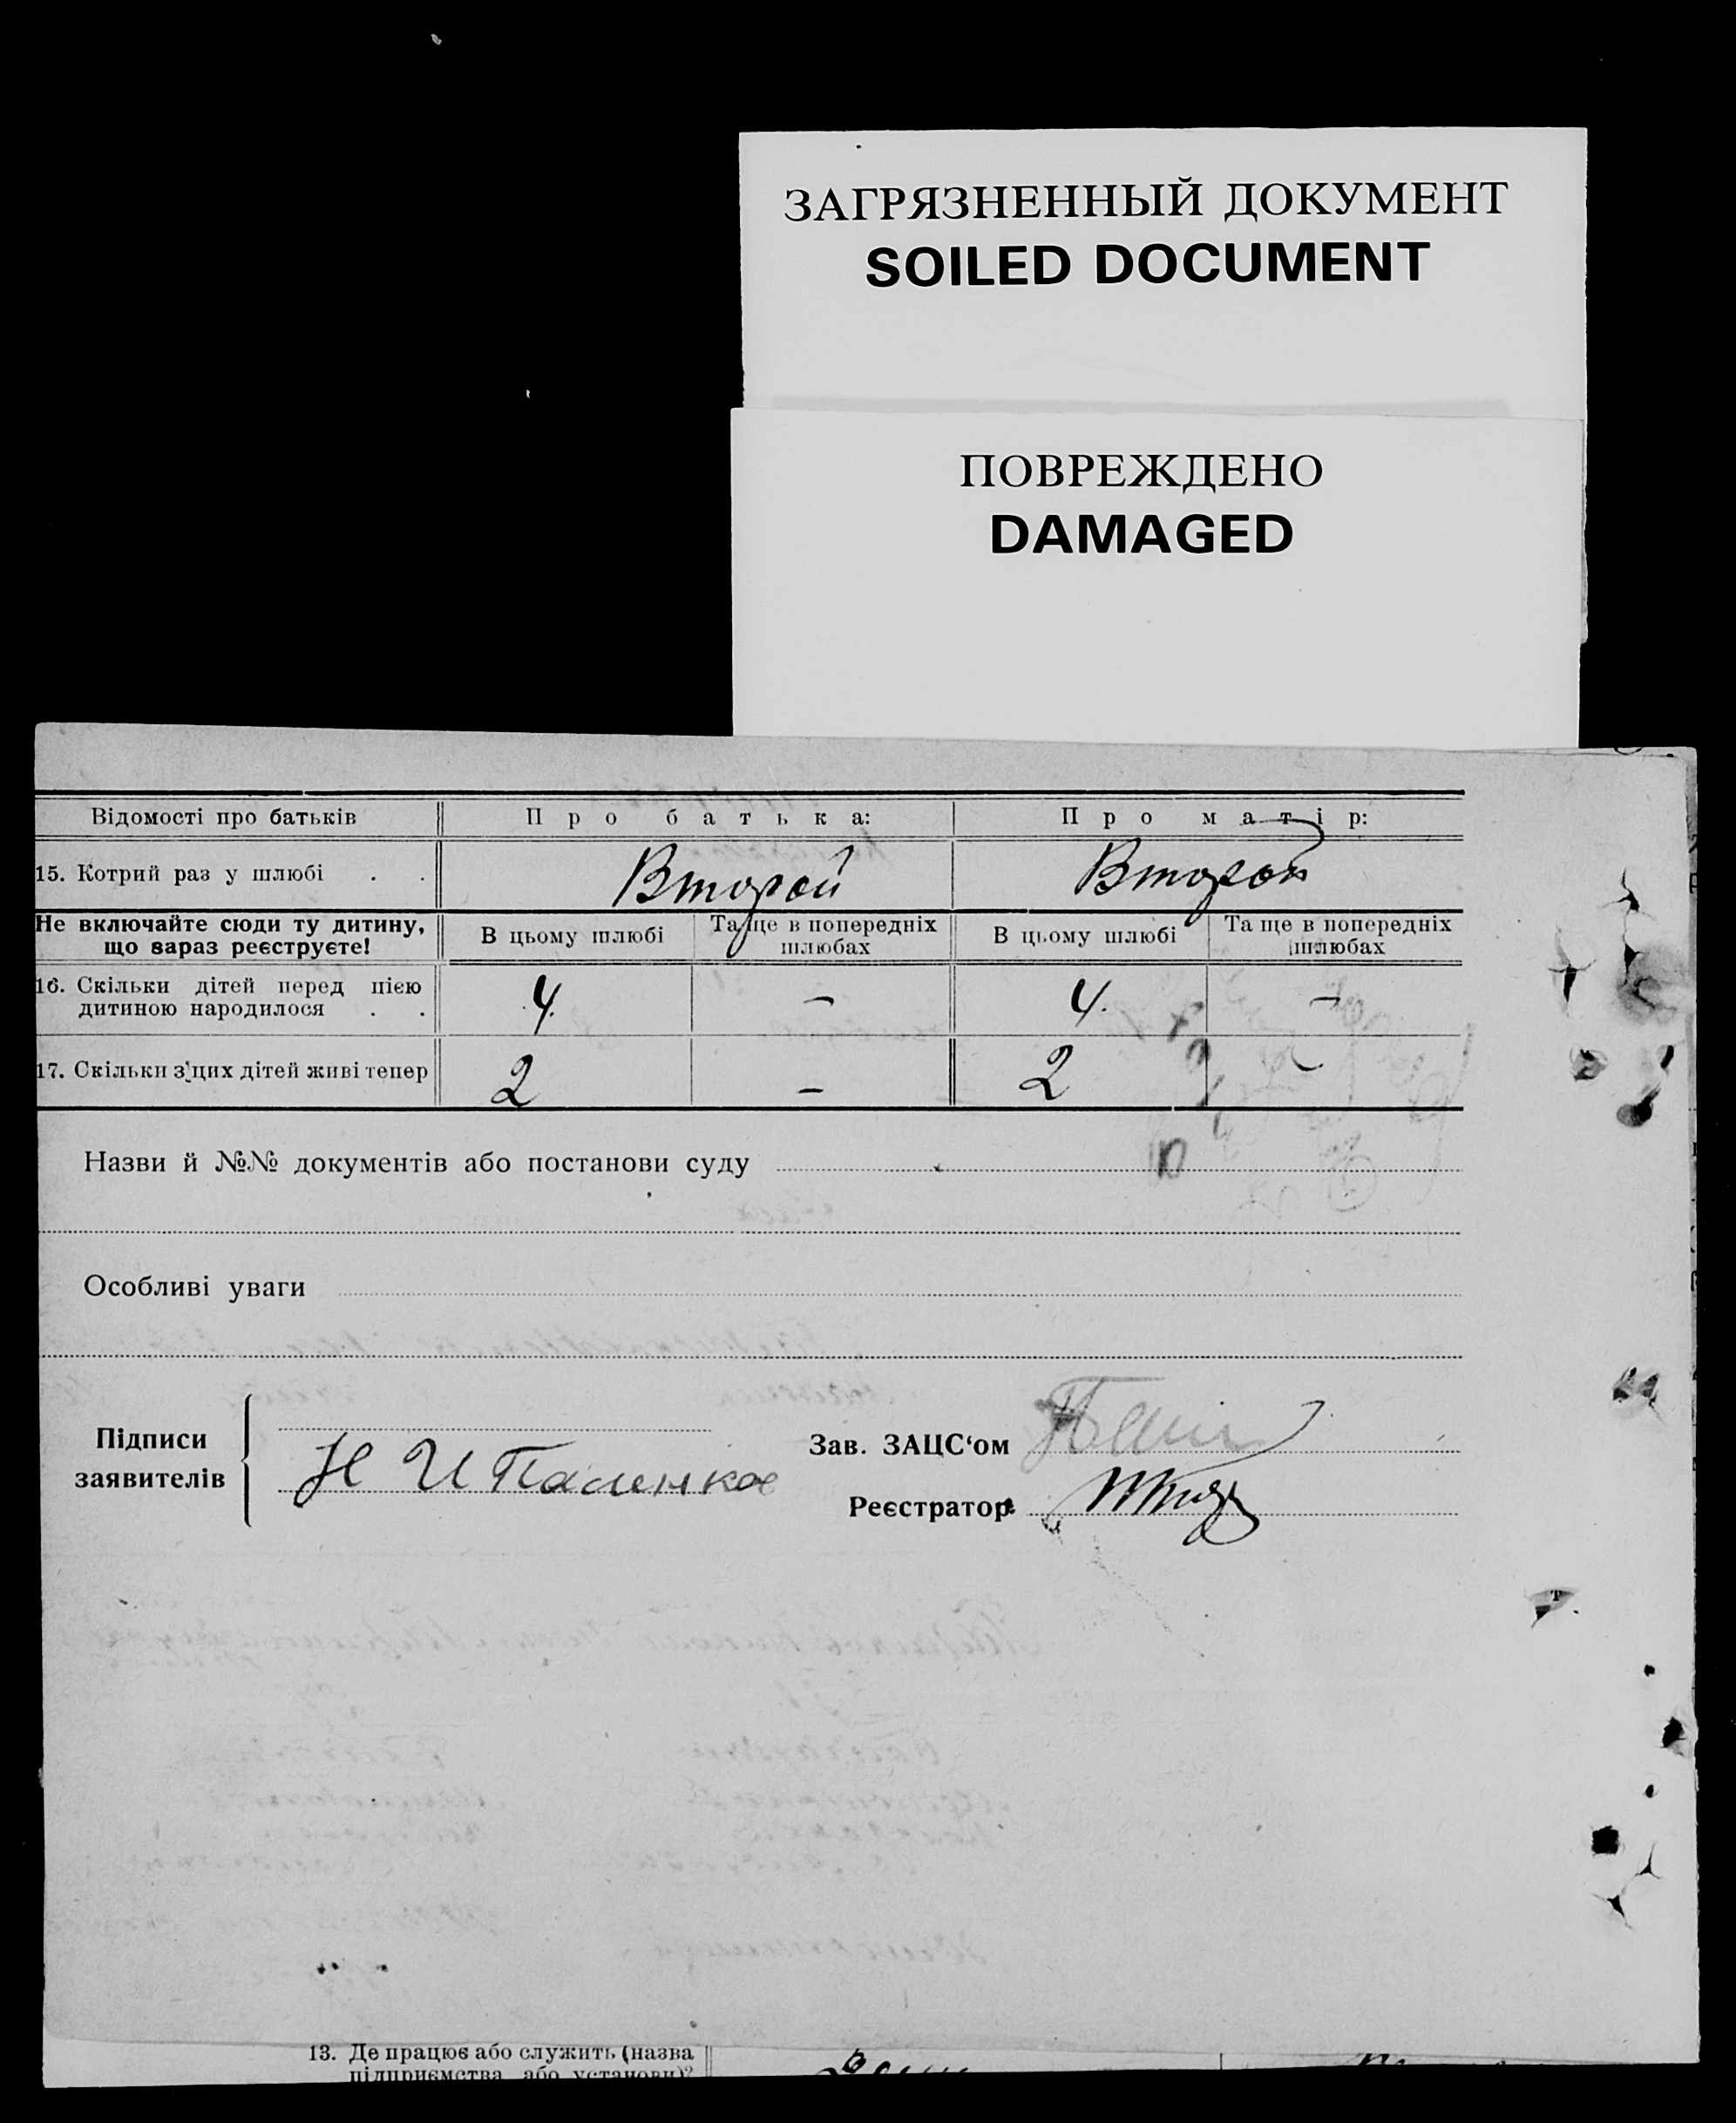 ЗАГРЯЗНЕННЫЙ ДОКУМЕНТ
SOILED DOCUMENT
ПОВРЕЖДЕНО
DAMAGED
Відомості про батьків Про батька: Про матір:
15. Котрий раз у шлюбі . . Второй Второй
Не включайте сюди ту дитину, що зараз реєструєте! В цьому шлюбі Та ще в попередніх шлюбах В цьому шлюбі Та ще в попередніх шлюбах
16. Скільки дітей перед цією дитиною народилося . . 4. — 4. —
17. Скільки з цих дітей живі тепер 2 — 2 —
Назви й №№ документів або постанови суду
Особливі уваги
Підписи заявителів
Н И
Зав. ЗАЦС‘ом
Реєстратор
13. Де працює або служить (назва
підприємства або установи)?